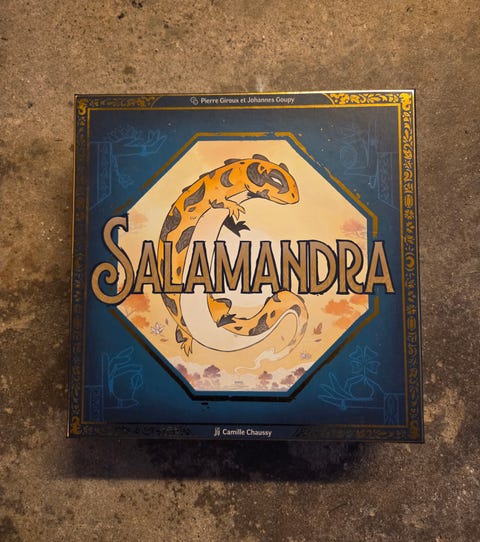 Pierre Giroux et Johannes Goupy
SALAMANDRA
Camille Chaussy